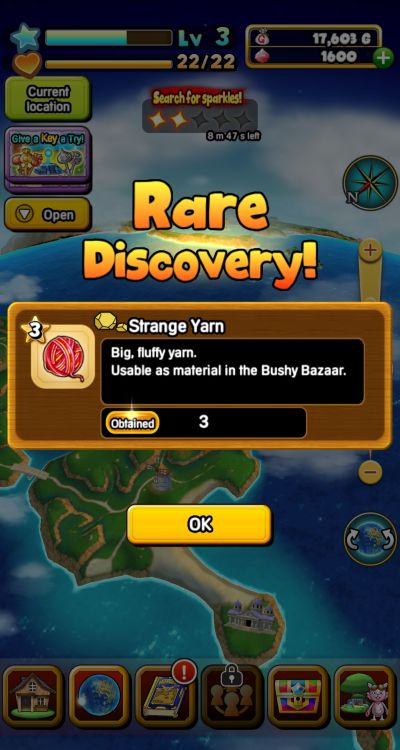 Lv 3
22/22
17,603 G
1600
Current
location
Search for sparkles!
8 m 47 s left
Give a Key a Try!
N
Open
Rare
Discovery!
3
Strange Yarn
Big, fluffy yarn.
Usable as material in the Bushy Bazaar.
Obtained 3
OK